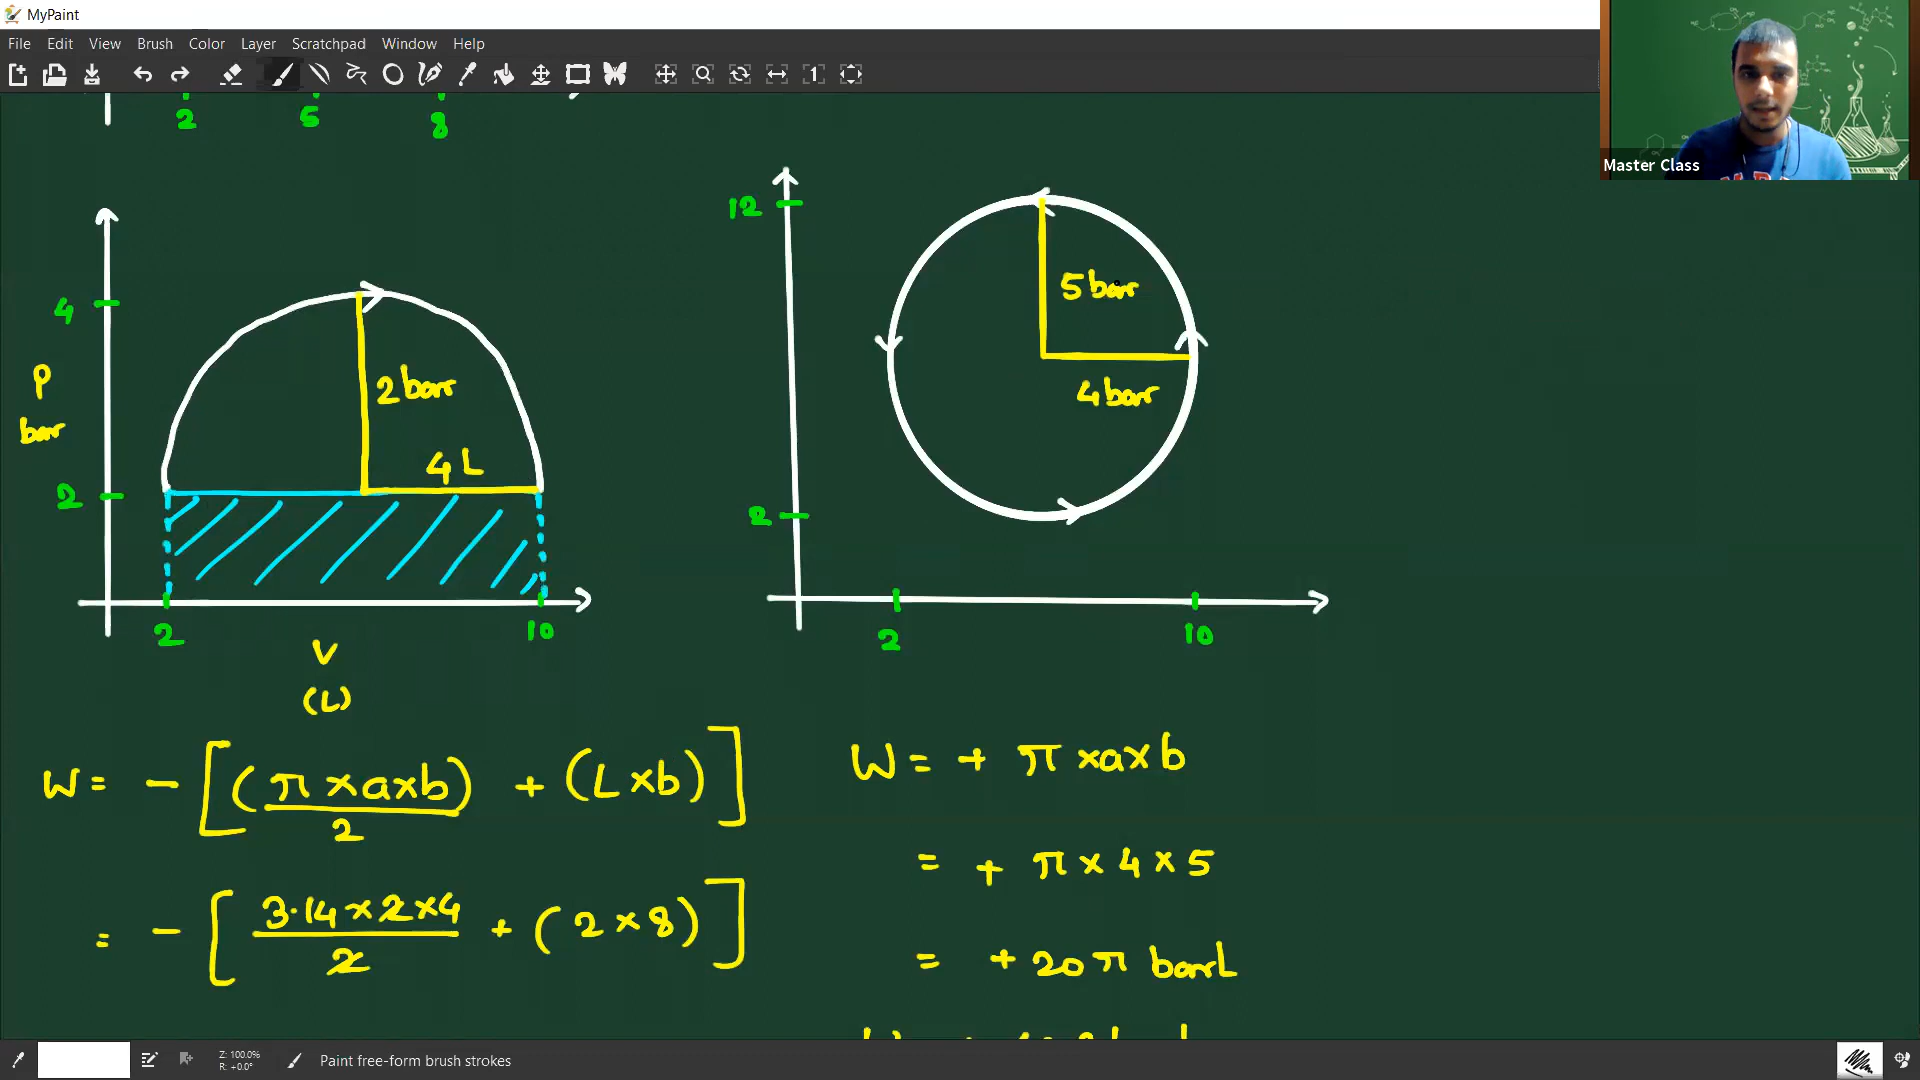 MyPaint
File Edit View Brush Color Layer Scratchpad Window Help
Master Class
2 5 8
4
P
bar
2
2 bar
4 L
2 10
V
(L)
12
2
5 bar
4 bar
2 10
W = - [ (π × a × b)/2 + (L × b) ]
= - [ 3.14 × 2 × 4 / 2 + (2 × 8) ]
W = + π × a × b
= + π × 4 × 5
= + 20 π bar L
Z: 100.0%
R: +0.0°
Paint free-form brush strokes